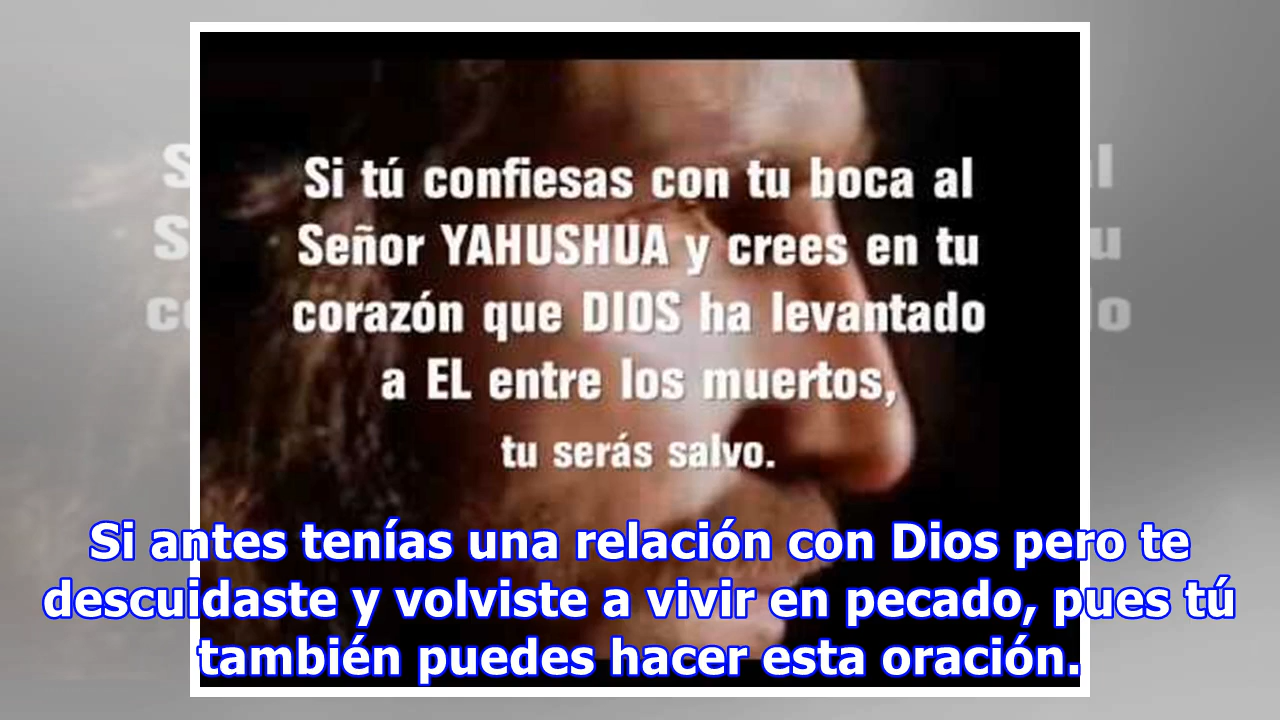 Si tú confiesas con tu boca al
Señor YAHUSHUA y crees en tu
corazón que DIOS ha levantado
a EL entre los muertos,
tu serás salvo.
Si antes tenías una relación con Dios pero te
descuidaste y volviste a vivir en pecado, pues tú
también puedes hacer esta oración.